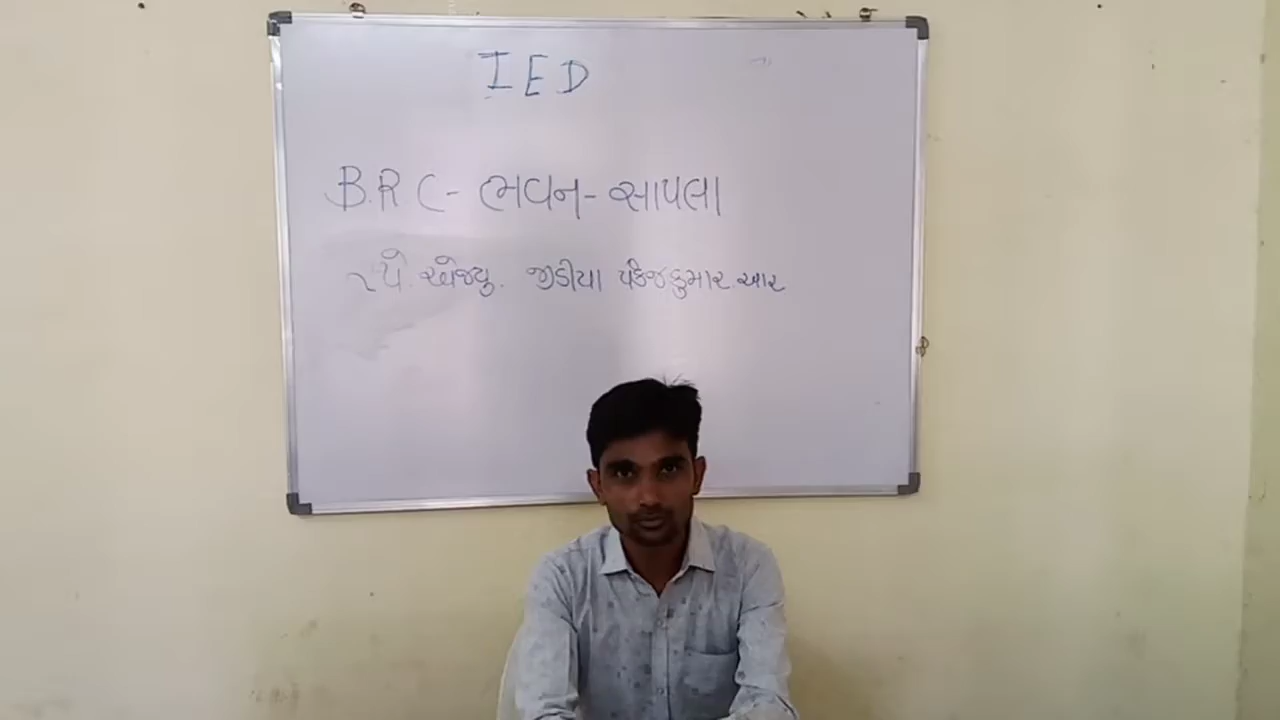 IED
B.R C - ભવન - સાયલા
સ્પે. એજ્યુ. જીડીયા પંકજકુમાર. આર